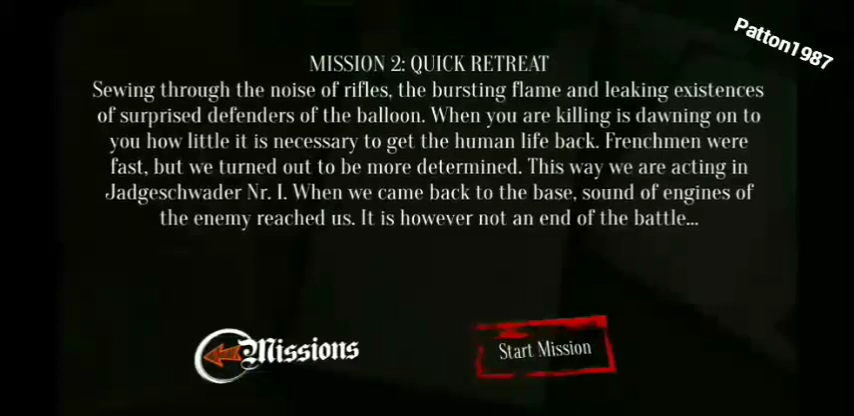 Patton1987
MISSION 2: QUICK RETREAT
Sewing through the noise of rifles, the bursting flame and leaking existences
of surprised defenders of the balloon. When you are killing is dawning on to
you how little it is necessary to get the human life back. Frenchmen were
fast, but we turned out to be more determined. This way we are acting in
Jadgeschwader Nr. I. When we came back to the base, sound of engines of
the enemy reached us. It is however not an end of the battle...
Missions
Start Mission